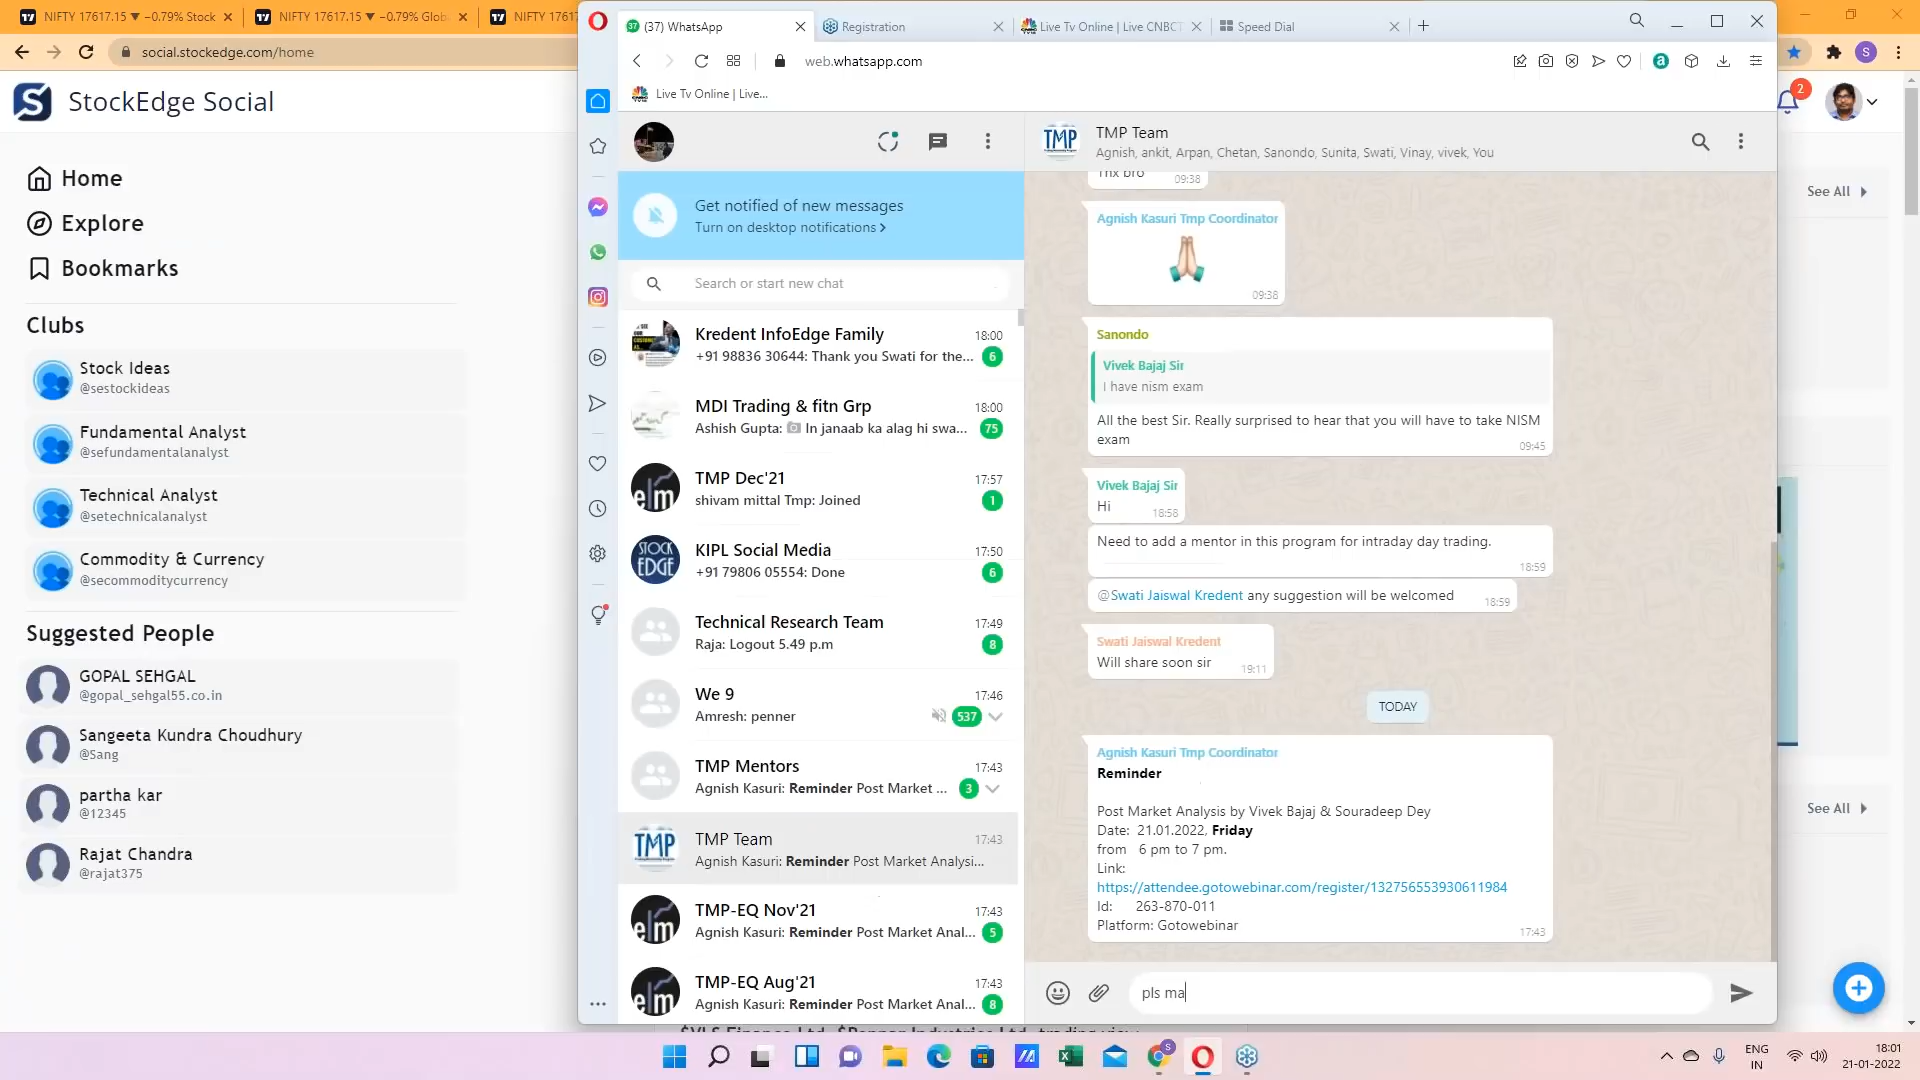 NIFTY 17617.15 ▼ −0.79% Stock
NIFTY 17617.15 ▼ −0.79% Glob
NIFTY 1761
social.stockedge.com/home
(37) WhatsApp
Registration
Live Tv Online | Live CNBCT
Speed Dial
web.whatsapp.com
Live Tv Online | Live...
S
StockEdge Social
Home
Explore
Bookmarks
Clubs
Stock Ideas
@sestockideas
Fundamental Analyst
@sefundamentalanalyst
Technical Analyst
@setechnicalanalyst
Commodity & Currency
@secommoditycurrency
Suggested People
GOPAL SEHGAL
@gopal_sehgal55.co.in
Sangeeta Kundra Choudhury
@Sang
partha kar
@12345
Rajat Chandra
@rajat375
Get notified of new messages
Turn on desktop notifications >
Search or start new chat
Kredent InfoEdge Family 18:00
+91 98836 30644: Thank you Swati for the... 6
MDI Trading & fitn Grp 18:00
Ashish Gupta: In janaab ka alag hi swa... 75
TMP Dec'21 17:57
shivam mittal Tmp: Joined 1
KIPL Social Media 17:50
+91 79806 05554: Done 6
STOCK
EDGE
Technical Research Team 17:49
Raja: Logout 5.49 p.m 8
We 9 17:46
Amresh: penner 537
TMP Mentors 17:43
Agnish Kasuri: Reminder Post Market ... 3
TMP Team 17:43
Agnish Kasuri: Reminder Post Market Analysi...
TMP
TMP-EQ Nov'21 17:43
Agnish Kasuri: Reminder Post Market Anal... 5
elm
TMP-EQ Aug'21 17:43
Agnish Kasuri: Reminder Post Market Anal... 8
elm
TMP
TMP Team
Agnish, ankit, Arpan, Chetan, Sanondo, Sunita, Swati, Vinay, vivek, You
Thx bro 09:38
Agnish Kasuri Tmp Coordinator
09:38
Sanondo
Vivek Bajaj Sir
I have nism exam
All the best Sir. Really surprised to hear that you will have to take NISM
exam 09:45
Vivek Bajaj Sir
Hi 18:58
Need to add a mentor in this program for intraday day trading.
18:59
@Swati Jaiswal Kredent any suggestion will be welcomed 18:59
Swati Jaiswal Kredent
Will share soon sir 19:11
TODAY
Agnish Kasuri Tmp Coordinator
Reminder
Post Market Analysis by Vivek Bajaj & Souradeep Dey
Date: 21.01.2022, Friday
from 6 pm to 7 pm.
Link:
https://attendee.gotowebinar.com/register/132756553930611984
Id: 263-870-011
Platform: Gotowebinar 17:43
pls ma
2
See All
See All
ENG
IN
18:01
21-01-2022